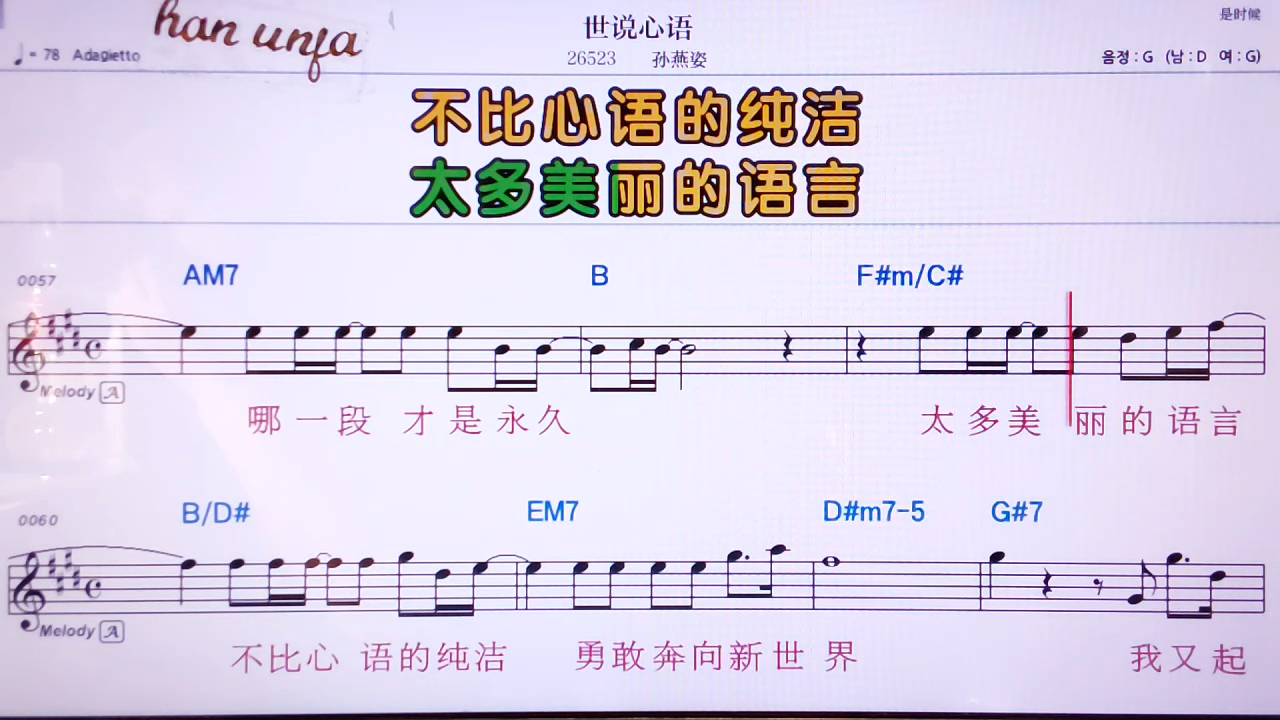 han unja
世说心语
是时候
♩= 78 Adagietto
26523 孙燕姿
음정 : G (남 : D 여 : G)
不比心语的纯洁
太多美丽的语言
0057 AM7 B F#m/C#
Melody A
哪一段 才是永久 太多美丽的语言
0060 B/D# EM7 D#m7-5 G#7
Melody A
不比心 语的纯洁 勇敢奔向新世界 我又起